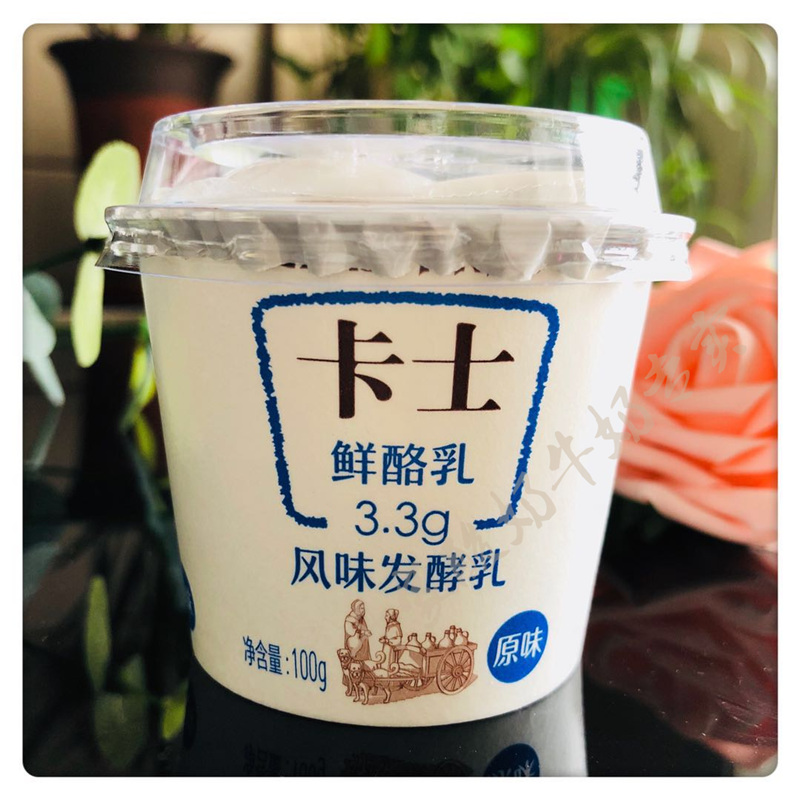 卡士
鲜酪乳
3.3g
风味发酵乳
净含量:100g
原味